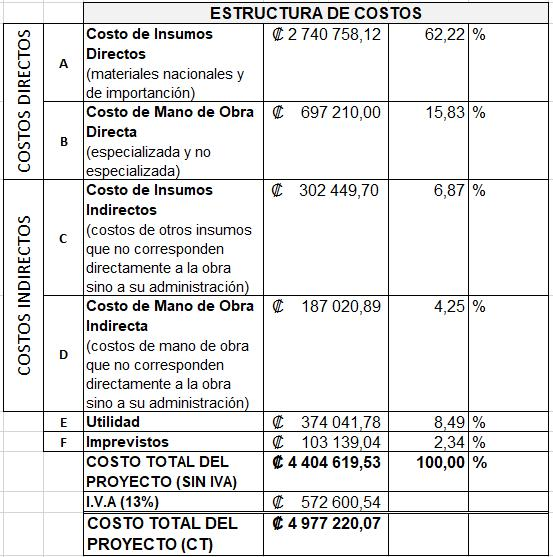 ESTRUCTURA DE COSTOS
COSTOS DIRECTOS
A
Costo de Insumos
Directos
(materiales nacionales y
de importanción)
₡ 2 740 758,12
62,22 %
B
Costo de Mano de Obra
Directa
(especializada y no
especializada)
₡ 697 210,00
15,83 %
COSTOS INDIRECTOS
C
Costo de Insumos
Indirectos
(costos de otros insumos
que no corresponden
directamente a la obra
sino a su administración)
₡ 302 449,70
6,87 %
D
Costo de Mano de Obra
Indirecta
(costos de mano de obra
que no corresponden
directamente a la obra
sino a su administración)
₡ 187 020,89
4,25 %
E Utilidad ₡ 374 041,78 8,49 %
F Imprevistos ₡ 103 139,04 2,34 %
COSTO TOTAL DEL
PROYECTO (SIN IVA)
₡ 4 404 619,53
100,00 %
I.V.A (13%) ₡ 572 600,54
COSTO TOTAL DEL
PROYECTO (CT)
₡ 4 977 220,07